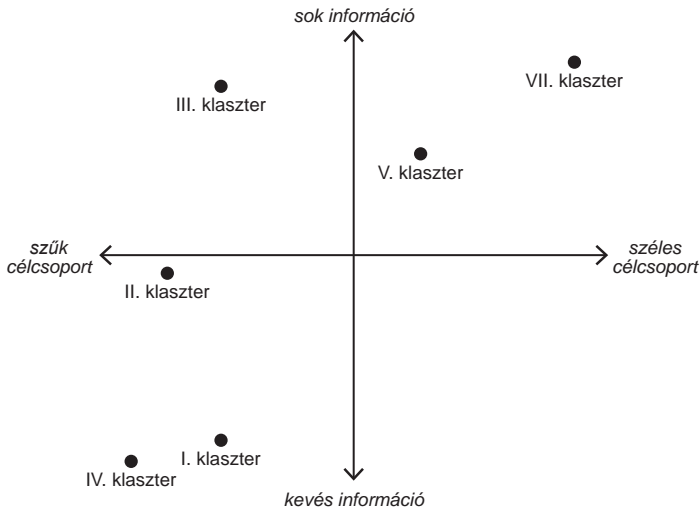 sok információ
VII. klaszter
III. klaszter
V. klaszter
szűk
célcsoport
széles
célcsoport
II. klaszter
I. klaszter
IV. klaszter
kevés információ